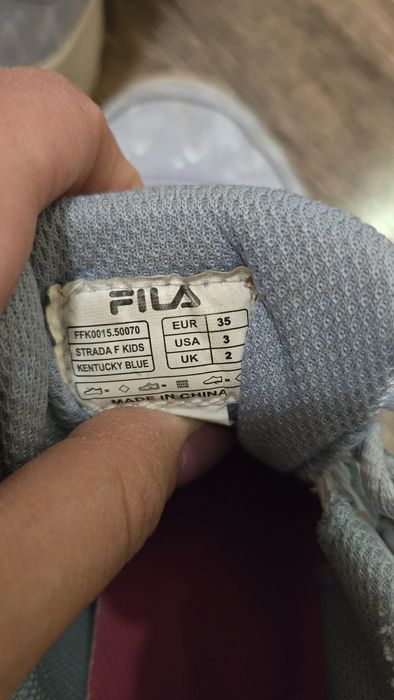 FILA
FFK0015.50070
STRADA F KIDS
KENTUCKY BLUE
EUR 35
USA 3
UK 2
MADE IN CHINA